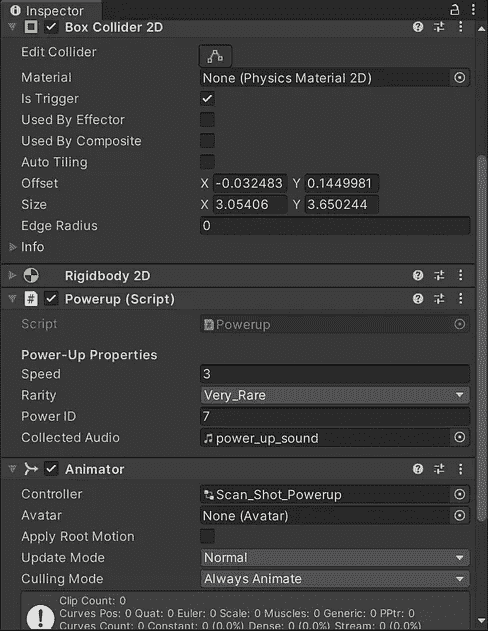 Inspector
Box Collider 2D
Edit Collider
Material None (Physics Material 2D)
Is Trigger
Used By Effector
Used By Composite
Auto Tiling
Offset X -0.032483 Y 0.1449981
Size X 3.05406 Y 3.650244
Edge Radius 0
Info
Rigidbody 2D
# Powerup (Script)
Script Powerup
Power-Up Properties
Speed 3
Rarity Very_Rare
Power ID 7
Collected Audio power_up_sound
Animator
Controller Scan_Shot_Powerup
Avatar None (Avatar)
Apply Root Motion
Update Mode Normal
Culling Mode Always Animate
Clip Count: 0
Curves Pos: 0 Quat: 0 Euler: 0 Scale: 0 Muscles: 0 Generic: 0 PPtr: 0
Curves Count: 0 Constant: 0 (0.0%) Dense: 0 (0.0%) Stream: 0 (0.0%)